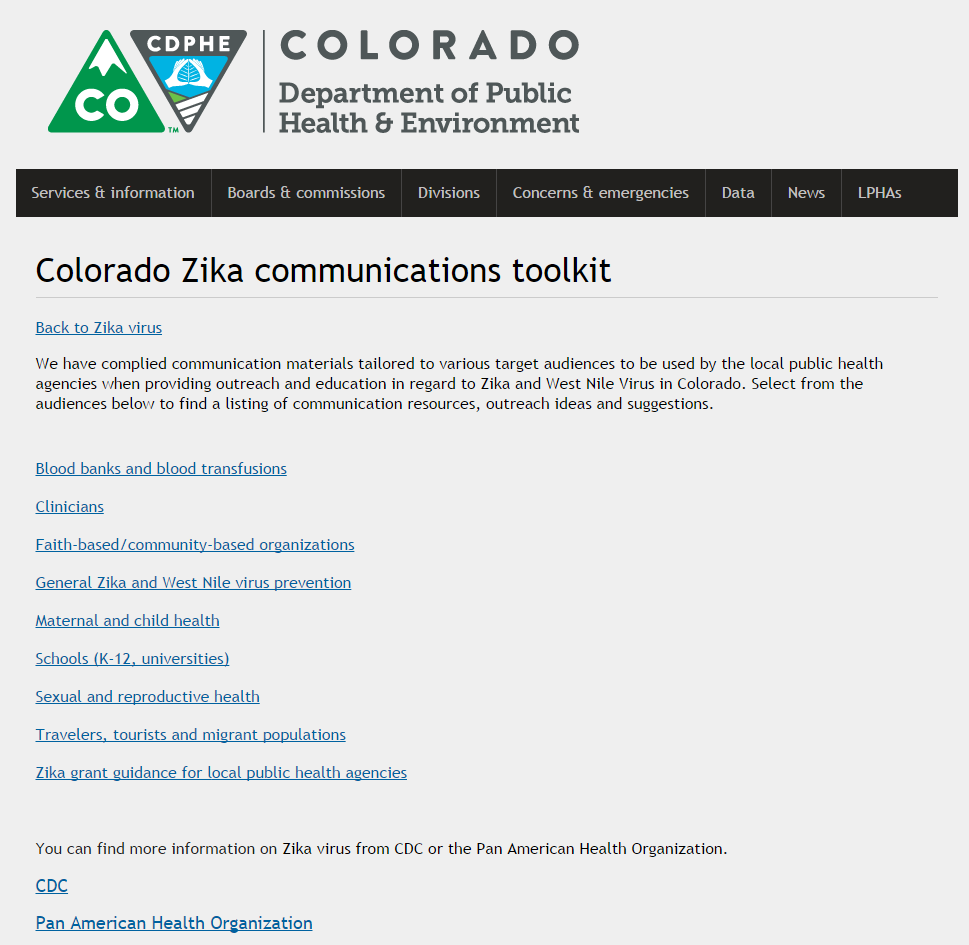 CDPHE
CO
TM
COLORADO
Department of Public
Health & Environment
Services & information Boards & commissions Divisions Concerns & emergencies Data News LPHAs
Colorado Zika communications toolkit
Back to Zika virus
We have complied communication materials tailored to various target audiences to be used by the local public health
agencies when providing outreach and education in regard to Zika and West Nile Virus in Colorado. Select from the
audiences below to find a listing of communication resources, outreach ideas and suggestions.
Blood banks and blood transfusions
Clinicians
Faith-based/community-based organizations
General Zika and West Nile virus prevention
Maternal and child health
Schools (K-12, universities)
Sexual and reproductive health
Travelers, tourists and migrant populations
Zika grant guidance for local public health agencies
You can find more information on Zika virus from CDC or the Pan American Health Organization.
CDC
Pan American Health Organization